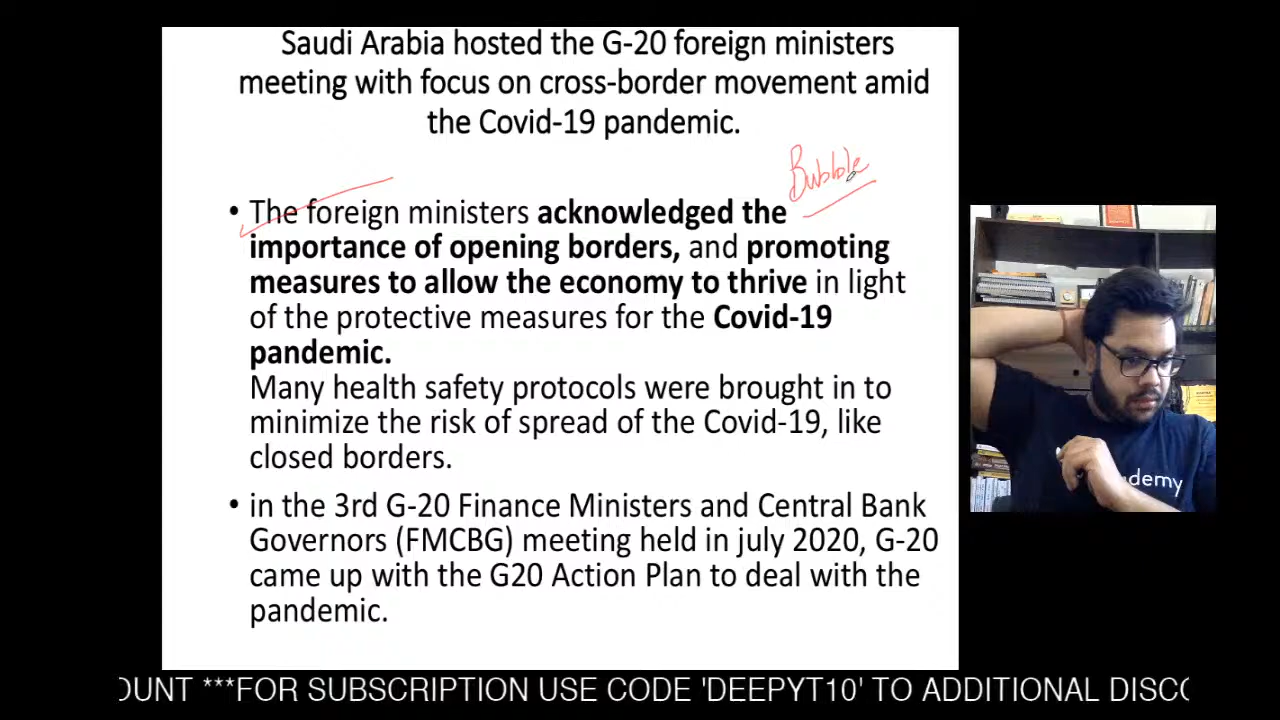 Saudi Arabia hosted the G-20 foreign ministers
meeting with focus on cross-border movement amid
the Covid-19 pandemic.
Bubble
• The foreign ministers acknowledged the
importance of opening borders, and promoting
measures to allow the economy to thrive in light
of the protective measures for the Covid-19
pandemic.
Many health safety protocols were brought in to
minimize the risk of spread of the Covid-19, like
closed borders.
• in the 3rd G-20 Finance Ministers and Central Bank
Governors (FMCBG) meeting held in july 2020, G-20
came up with the G20 Action Plan to deal with the
pandemic.
ademy
OUNT ***FOR SUBSCRIPTION USE CODE 'DEEPYT10' TO ADDITIONAL DISCO